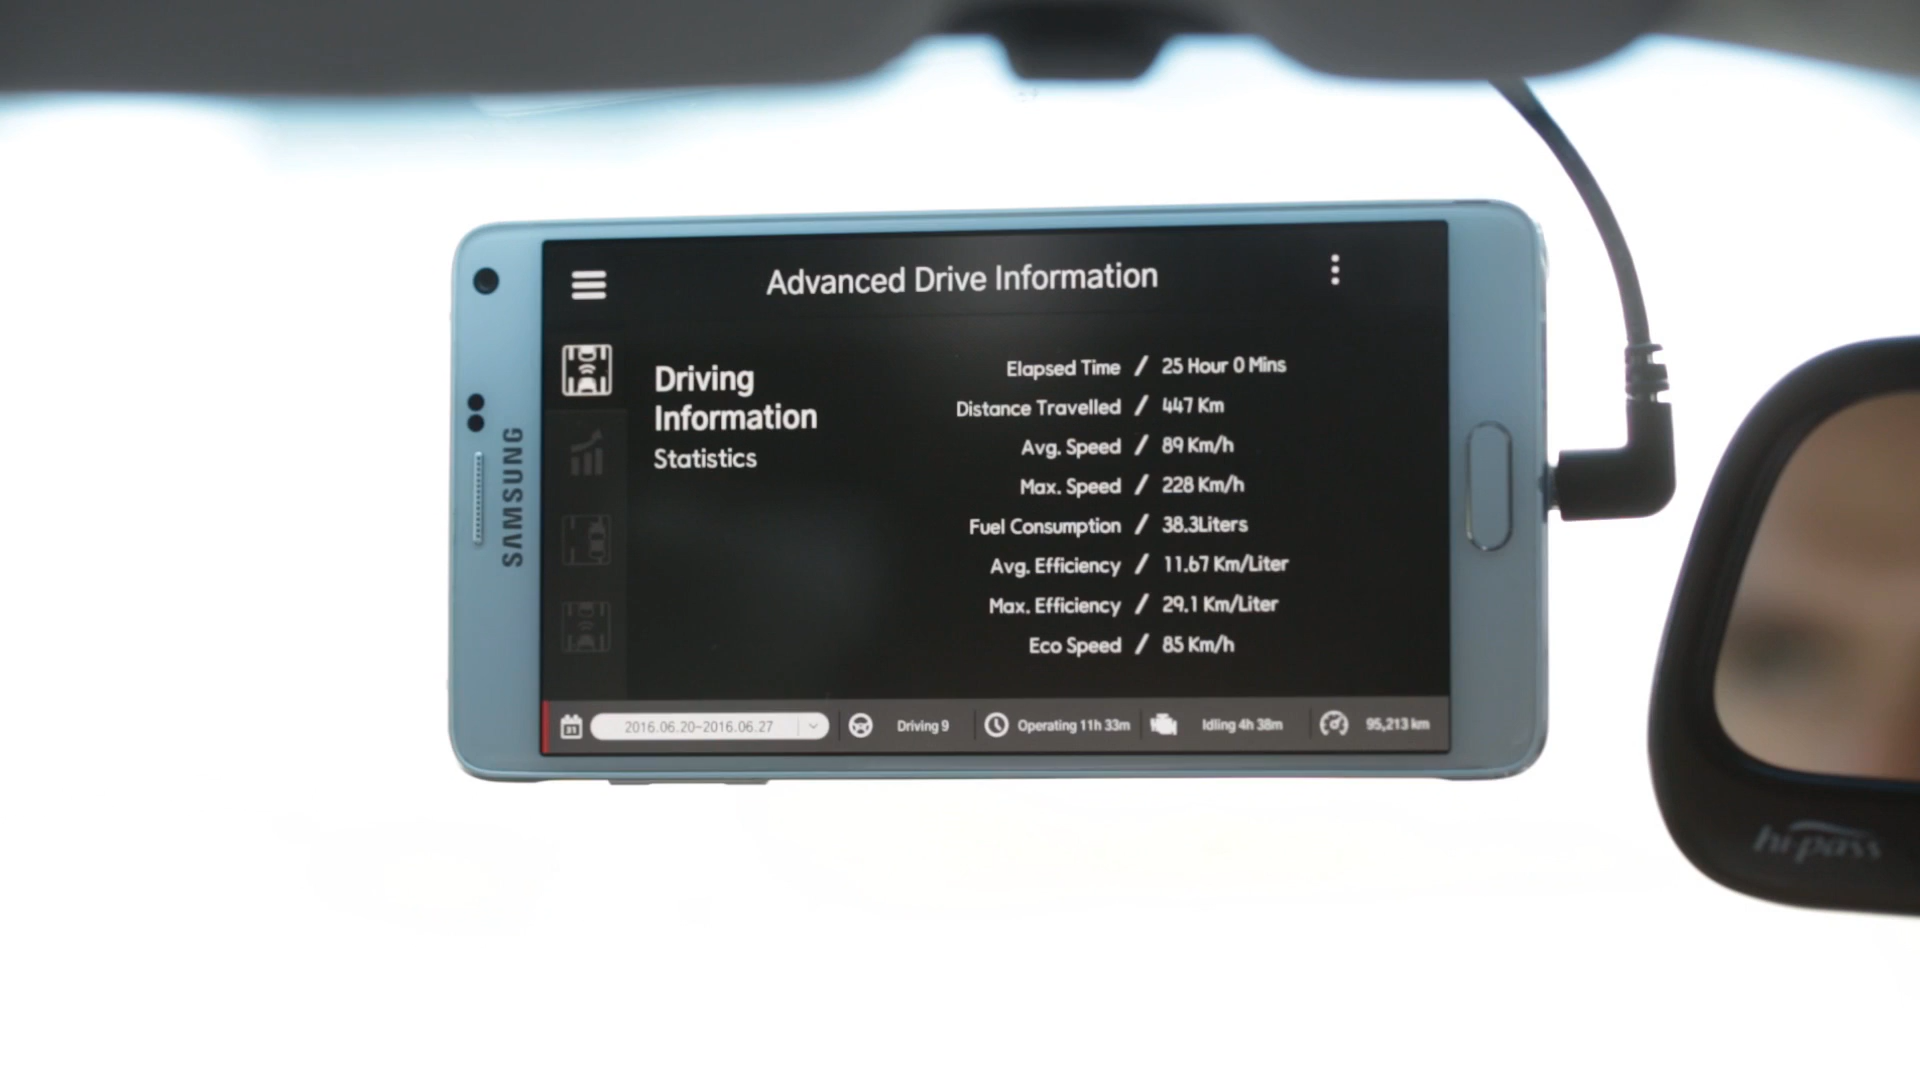 Advanced Drive Information
Driving
Information
Statistics
Elapsed Time / 25 Hour 0 Mins
Distance Travelled / 447 Km
Avg. Speed / 89 Km/h
Max. Speed / 228 Km/h
Fuel Consumption / 38.3Liters
Avg. Efficiency / 11.67 Km/Liter
Max. Efficiency / 29.1 Km/Liter
Eco Speed / 85 Km/h
31 2016.06.20~2016.06.27 Driving 9 Operating 11h 33m Idling 4h 38m 95,213 km
SAMSUNG
hi-pass